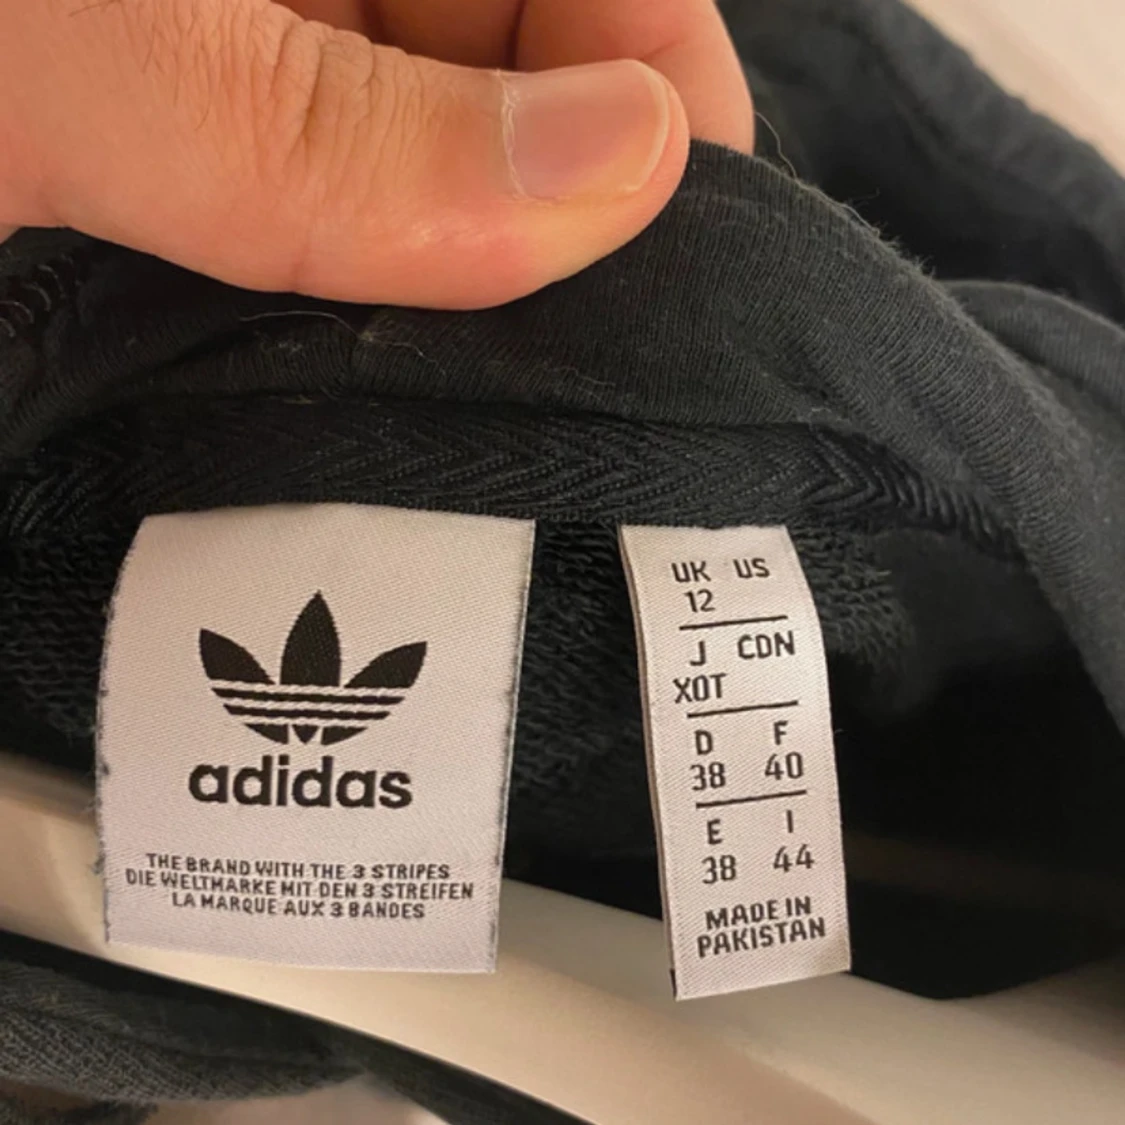 adidas
THE BRAND WITH THE 3 STRIPES
DIE WELTMARKE MIT DEN 3 STREIFEN
LA MARQUE AUX 3 BANDES
UK US
12
J CDN
XOT
D F
38 40
E I
38 44
MADE IN
PAKISTAN